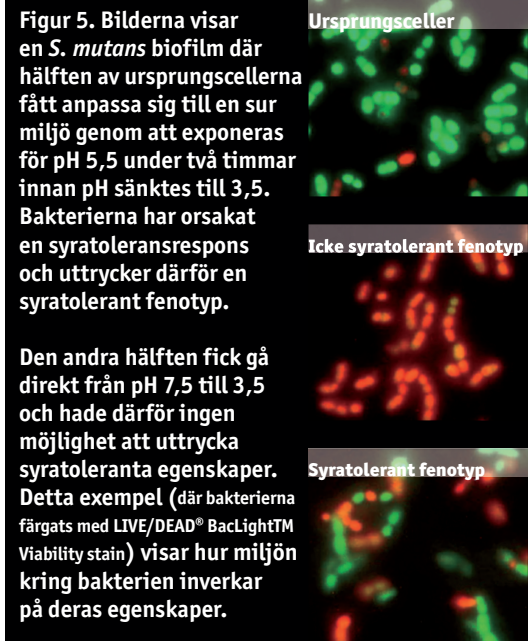 Figur 5. Bilderna visar
en S. mutans biofilm där
hälften av ursprungscellerna
fått anpassa sig till en sur
miljö genom att exponeras
för pH 5,5 under två timmar
innan pH sänktes till 3,5.
Bakterierna har orsakat
en syratoleransrespons
och uttrycker därför en
syratolerant fenotyp.
Den andra hälften fick gå
direkt från pH 7,5 till 3,5
och hade därför ingen
möjlighet att uttrycka
syratoleranta egenskaper.
Detta exempel (där bakterierna
färgats med LIVE/DEAD® BacLightTM
Viability stain) visar hur miljön
kring bakterien inverkar
på deras egenskaper.
Ursprungsceller
Icke syratolerant fenotyp
Syratolerant fenotyp